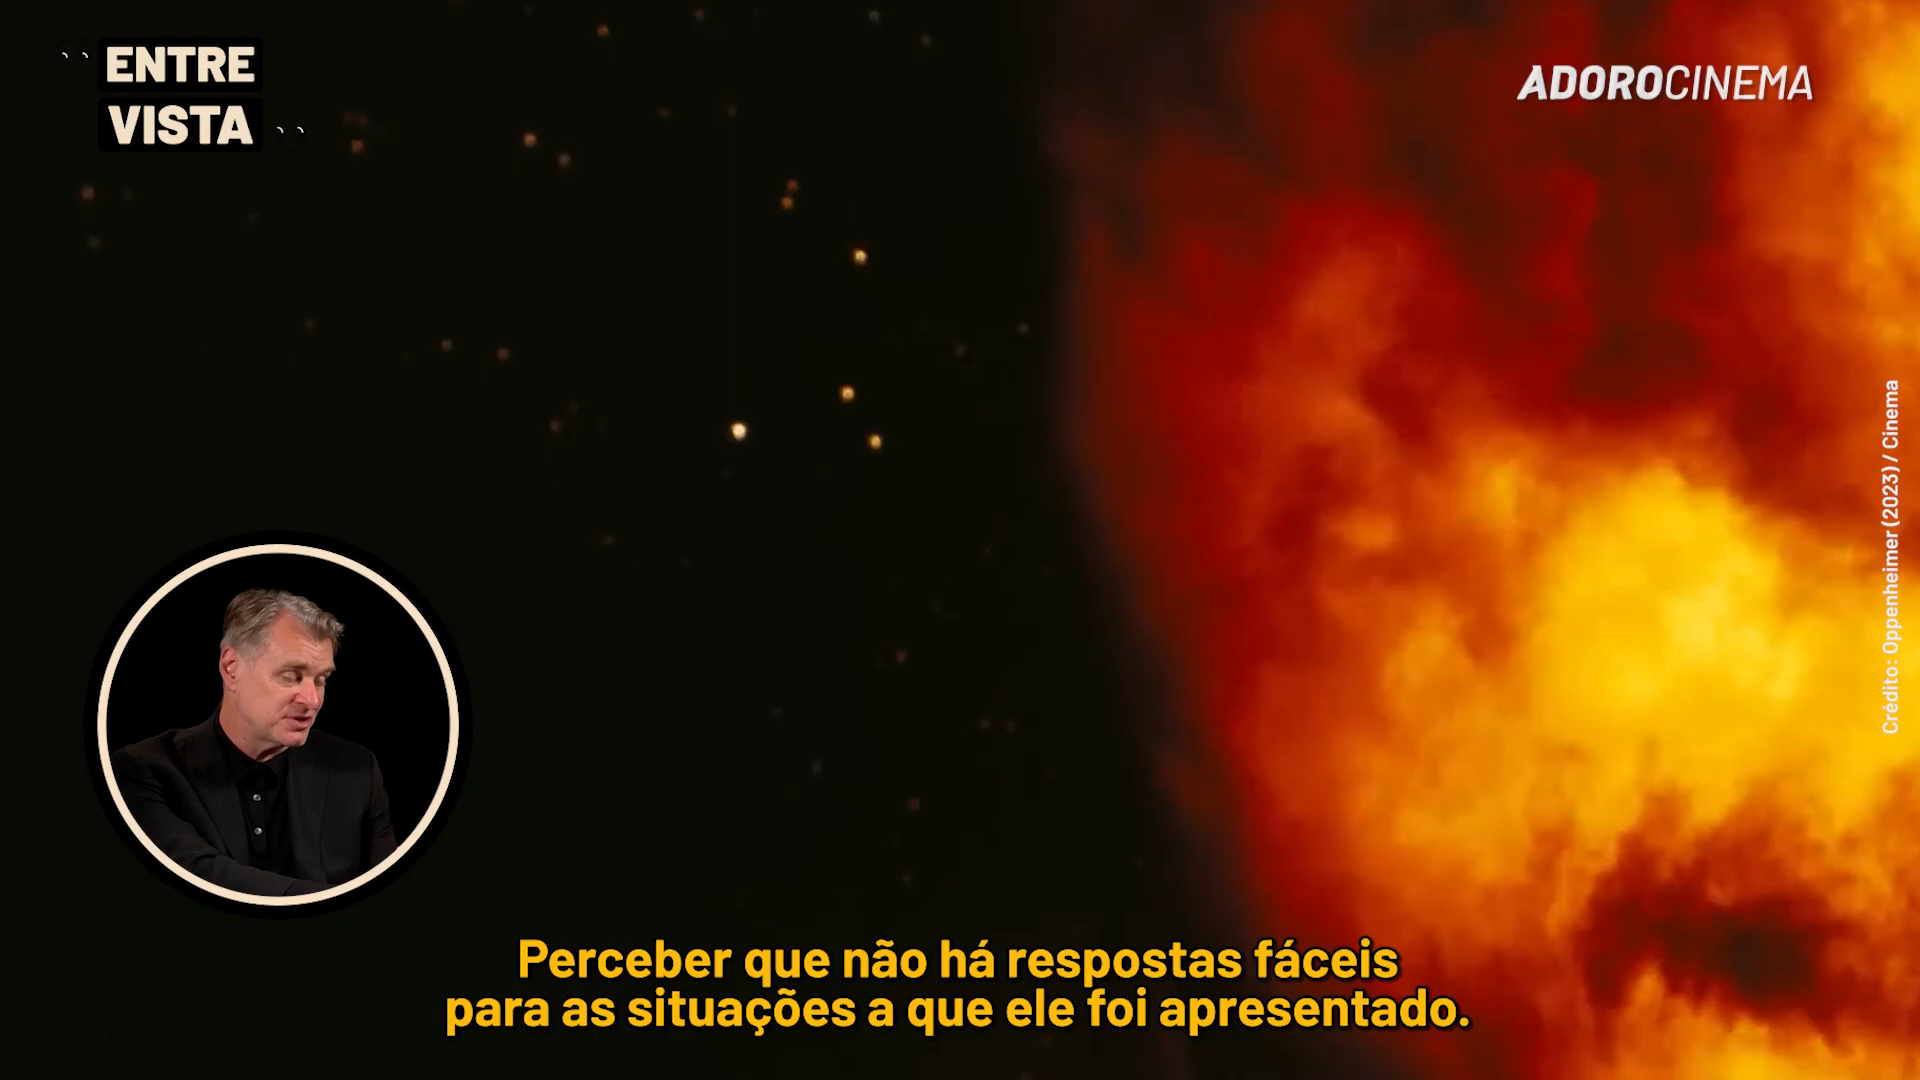 ENTRE
VISTA
ADOROCINEMA
Crédito: Oppenheimer (2023) / Cinema
Perceber que não há respostas fáceis
para as situações a que ele foi apresentado.